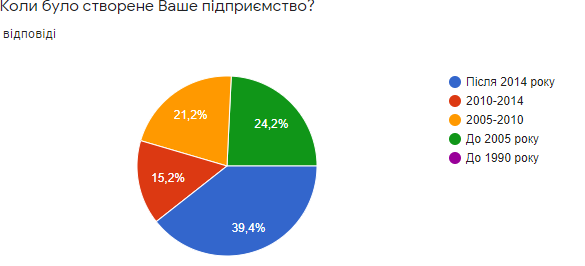 Коли було створене Ваше підприємство?
відповіді
Після 2014 року
2010-2014
2005-2010
До 2005 року
До 1990 року
21,2%
24,2%
15,2%
39,4%